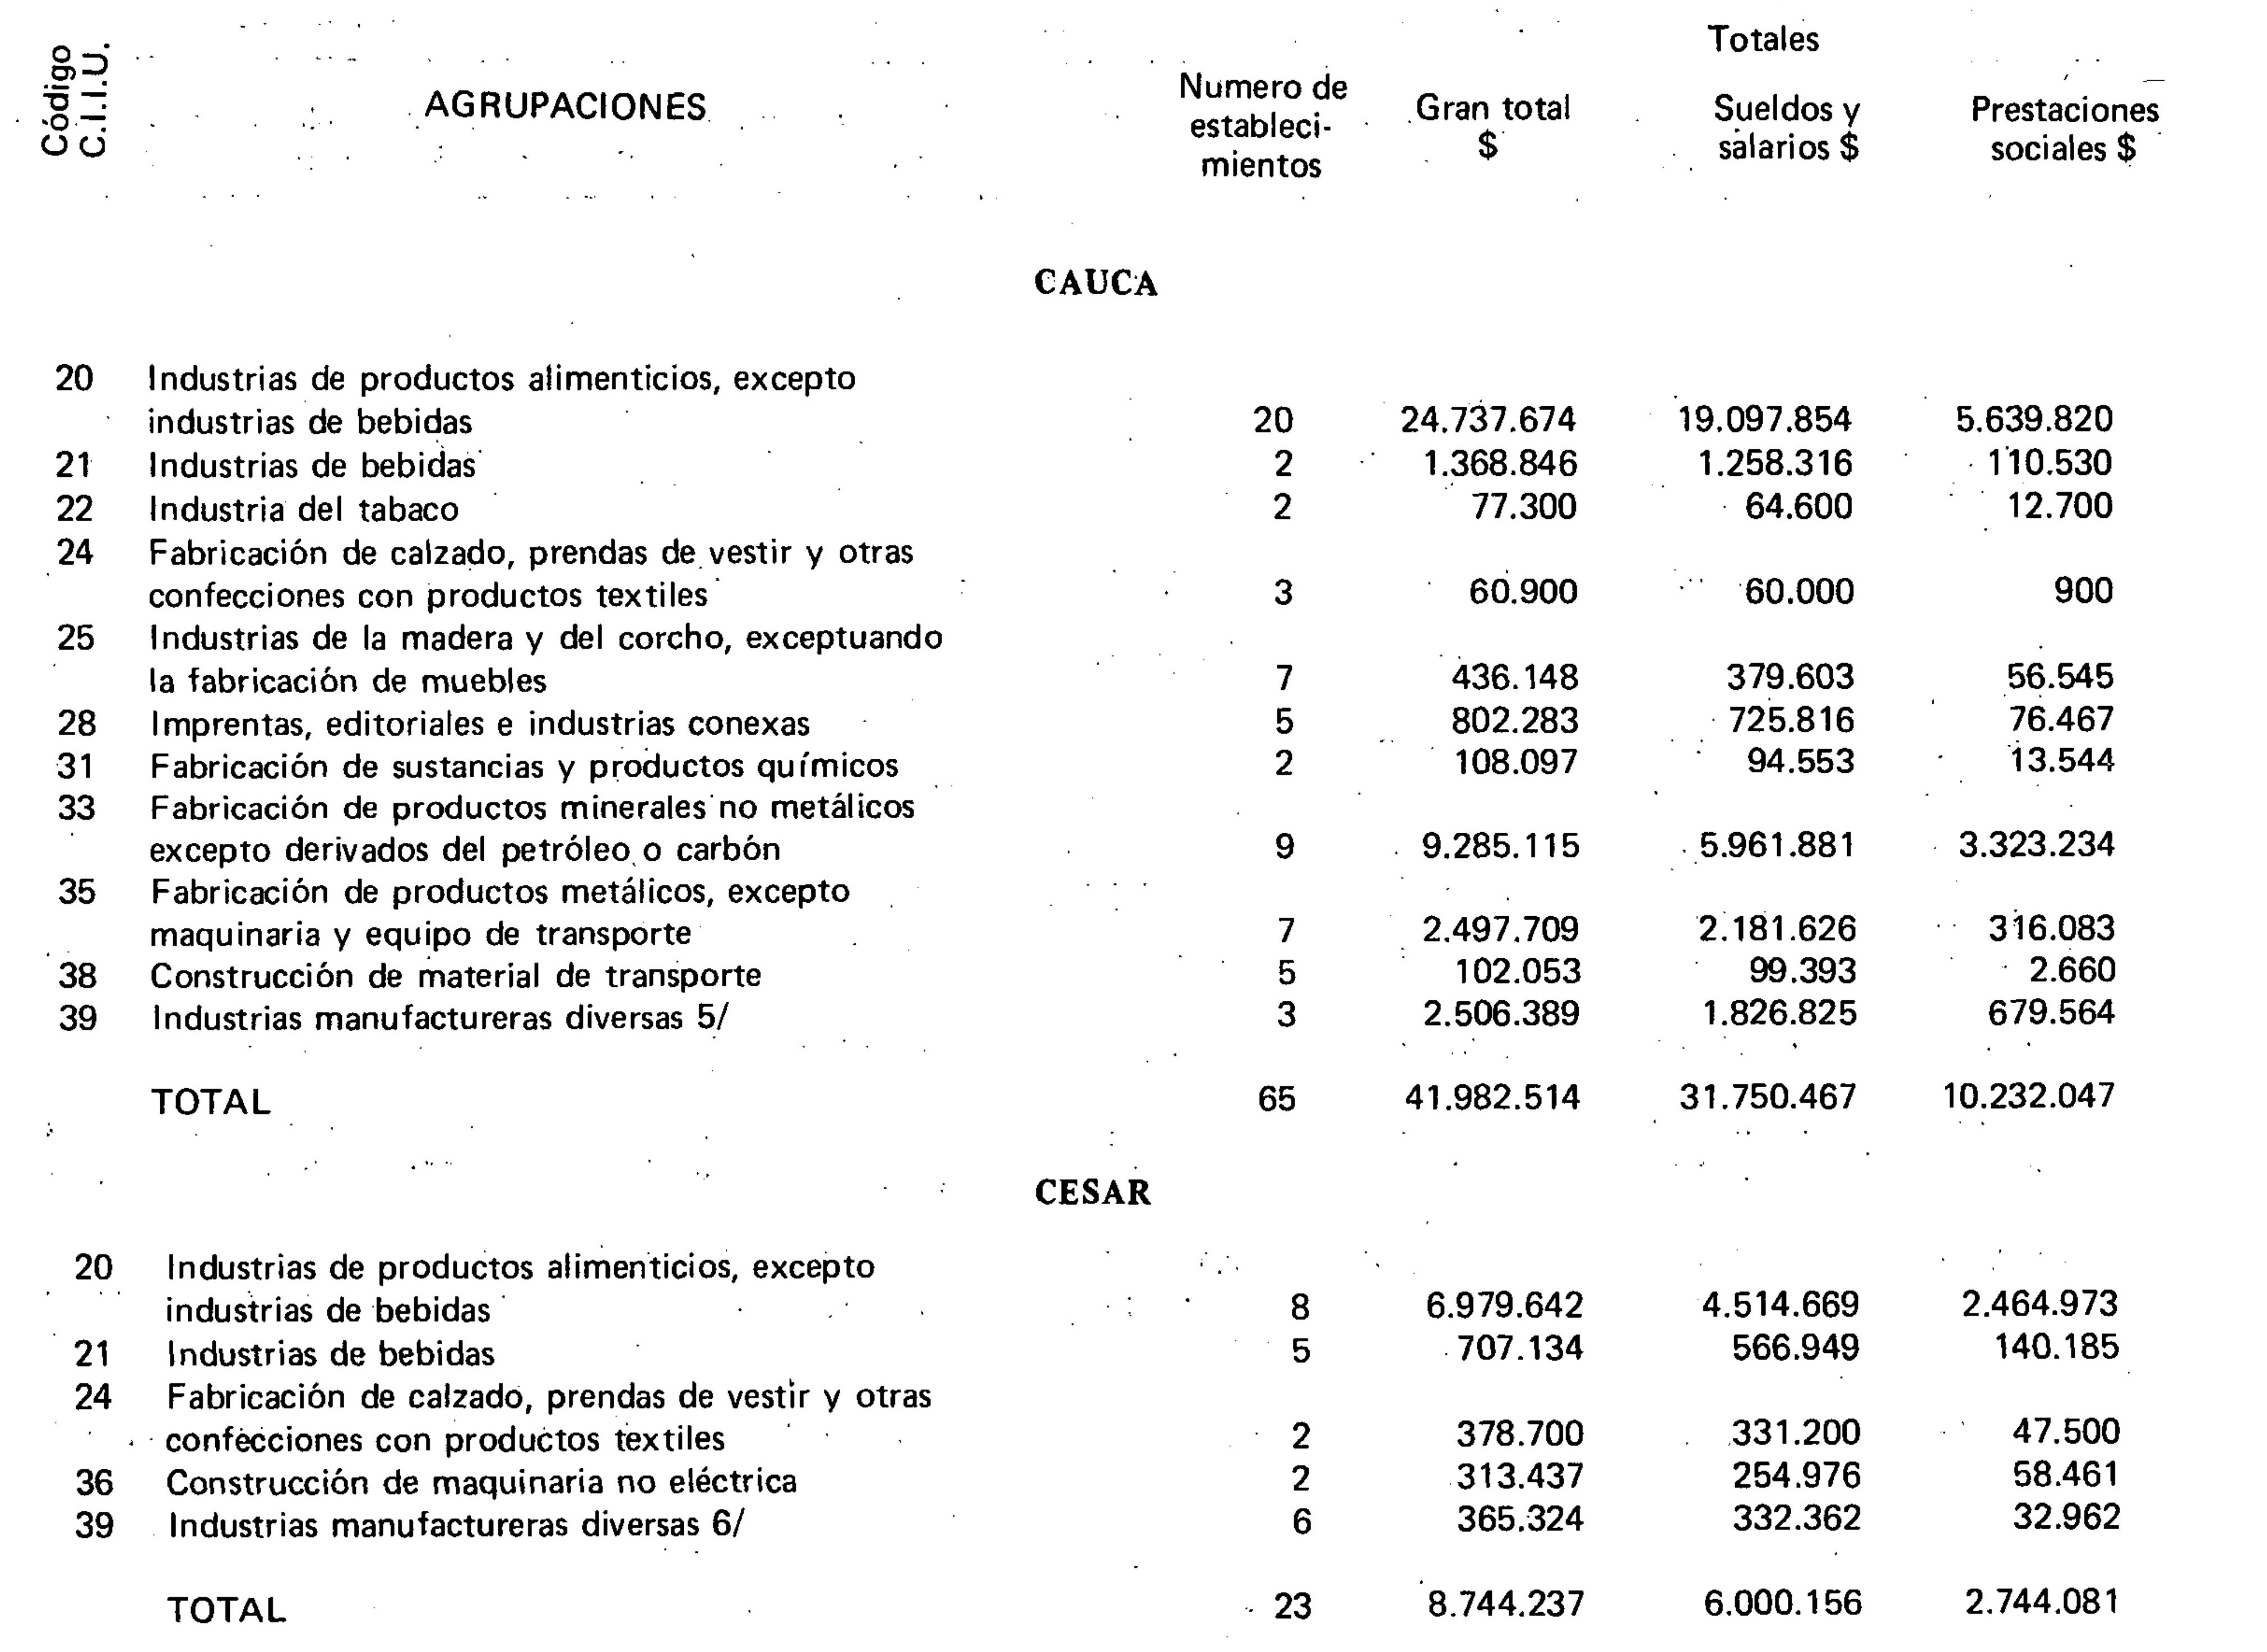 Código
C.I.I.U.
AGRUPACIONES
Numero de
estableci-
mientos
Totales
Gran total
$
Sueldos y
salarios $
Prestaciones
sociales $
CAUCA
20 Industrias de productos alimenticios, excepto
industrias de bebidas 20 24.737.674 19.097.854 5.639.820
21 Industrias de bebidas 2 1.368.846 1.258.316 110.530
22 Industria del tabaco 2 77.300 64.600 12.700
24 Fabricación de calzado, prendas de vestir y otras
confecciones con productos textiles 3 60.900 60.000 900
25 Industrias de la madera y del corcho, exceptuando
la fabricación de muebles 7 436.148 379.603 56.545
28 Imprentas, editoriales e industrias conexas 5 802.283 725.816 76.467
31 Fabricación de sustancias y productos químicos 2 108.097 94.553 13.544
33 Fabricación de productos minerales no metálicos
excepto derivados del petróleo o carbón 9 9.285.115 5.961.881 3.323.234
35 Fabricación de productos metálicos, excepto
maquinaria y equipo de transporte 7 2.497.709 2.181.626 316.083
38 Construcción de material de transporte 5 102.053 99.393 2.660
39 Industrias manufactureras diversas 5/ 3 2.506.389 1.826.825 679.564
TOTAL 65 41.982.514 31.750.467 10.232.047
CESAR
20 Industrias de productos alimenticios, excepto
industrias de bebidas 8 6.979.642 4.514.669 2.464.973
21 Industrias de bebidas 5 707.134 566.949 140.185
24 Fabricación de calzado, prendas de vestir y otras
confecciones con productos textiles 2 378.700 331.200 47.500
36 Construcción de maquinaria no eléctrica 2 313.437 254.976 58.461
39 Industrias manufactureras diversas 6/ 6 365.324 332.362 32.962
TOTAL 23 8.744.237 6.000.156 2.744.081